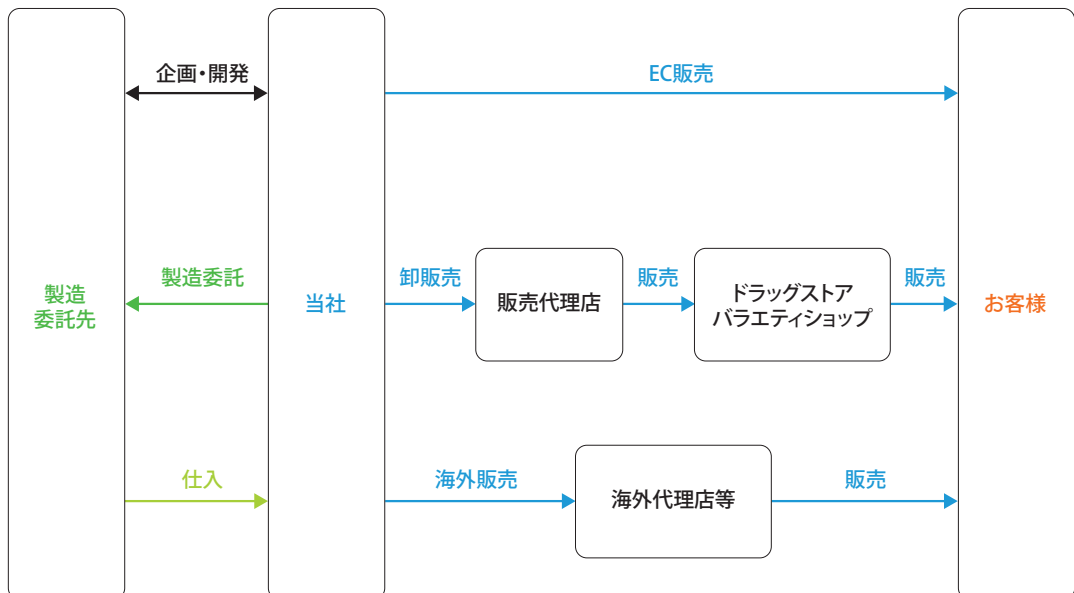 企画・開発
EC販売
製造委託
卸販売
販売
販売
製造
委託先
当社
販売代理店
ドラッグストア
バラエティショップ
お客様
仕入
海外販売
販売
海外代理店等